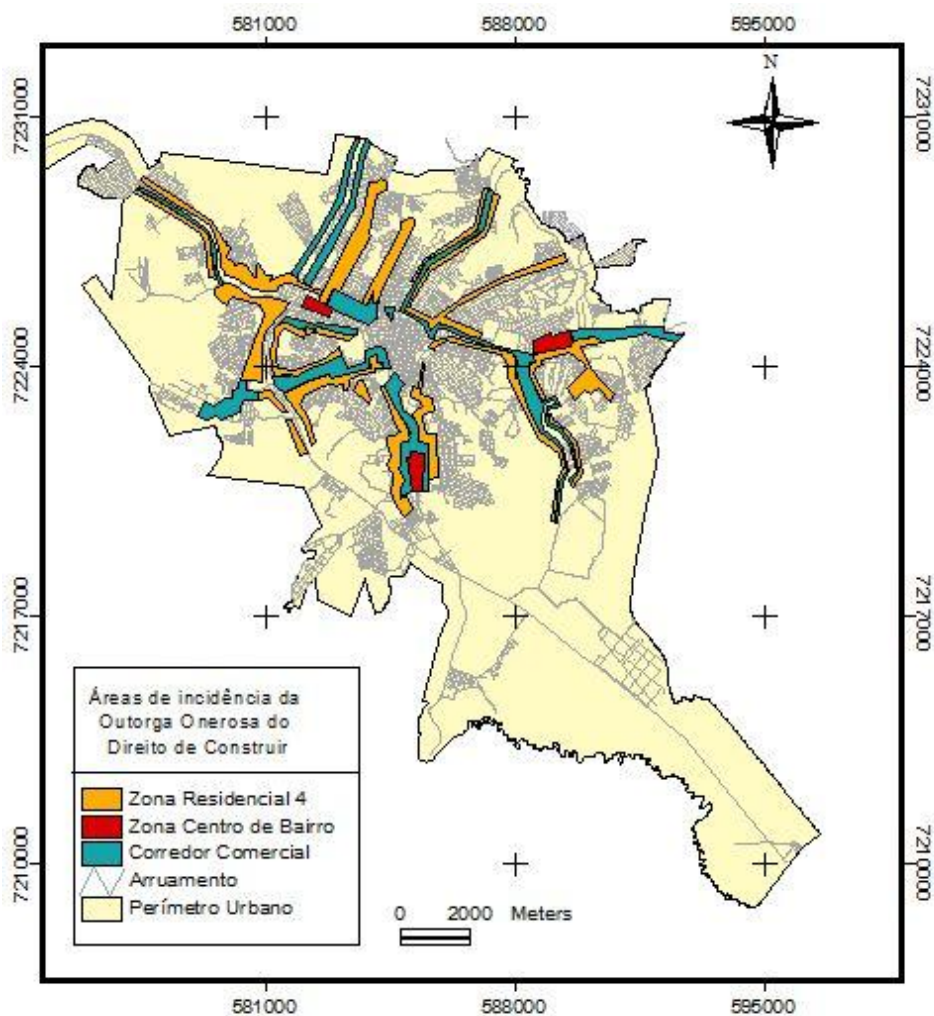 581000 588000 595000
N
7231000 7231000
7224000 7224000
7217000 7217000
Áreas de incidência da
Outorga Onerosa do
Direito de Construir
Zona Residencial 4
Zona Centro de Bairro
Corredor Comercial
Arruamento
Perímetro Urbano
0 2000 Meters
7210000 7210000
581000 588000 595000